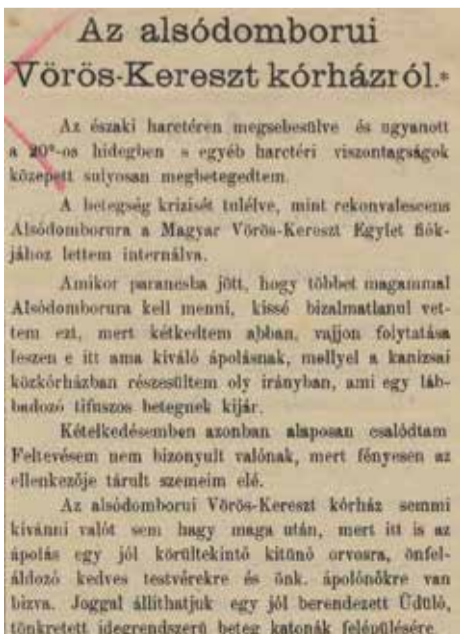 Az alsódomborui
Vörös-Kereszt kórházról.*
Az északi harctéren megsebesülve és ugyanott
a 20°-os hidegben s egyéb harctéri viszontagságok
közepett sulyosan megbetegedtem.
A betegség krizisét tulélve, mint rekonvalescens
Alsódomborura a Magyar Vörös-Kereszt Egylet fiók-
jához lettem internálva.
Amikor parancsba jött, hogy többet magammal
Alsódomborura kell menni, kissé bizalmatlanul vet-
tem ezt, mert kétkedtem abban, vajjon folytatása
leszen e itt ama kiváló ápolásnak, mellyel a kanizsai
közkórházban részesültem oly irányban, ami egy láb-
badozó tifuszos betegnek kijár.
Kételkedésemben azonban alaposan csalódtam
Feltevésem nem bizonyult valónak, mert fényesen az
ellenkezője tárult szemeim elé.
Az alsódomborui Vörös-Kereszt kórház semmi
kivánni valót sem hagy maga után, mert itt is az
ápolás egy jól körültekintő kitünő orvosra, önfel-
áldozó kedves testvérekre és önk. ápolónőkre van
bizva. Joggal állithatjuk egy jól berendezett Üdülő,
tönkretett idegrendszerü beteg katonák felépülésére